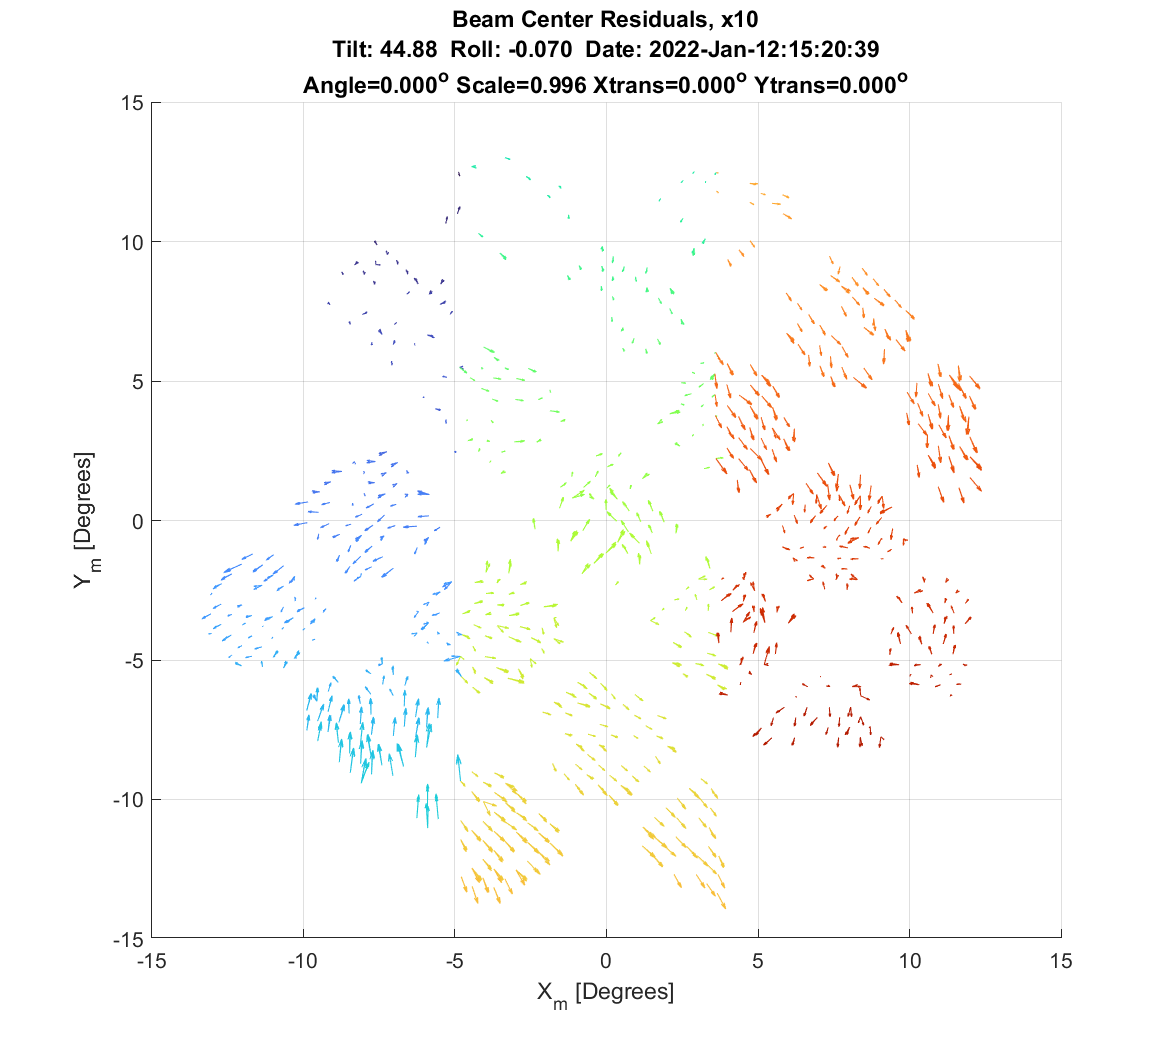 Beam Center Residuals, x10
Tilt: 44.88 Roll: -0.070 Date: 2022-Jan-12:15:20:39
Angle=0.000° Scale=0.996 Xtrans=0.000° Ytrans=0.000°
15
10
5
0
-5
-10
-15
Y_m [Degrees]
-15 -10 -5 0 5 10 15
X_m [Degrees]